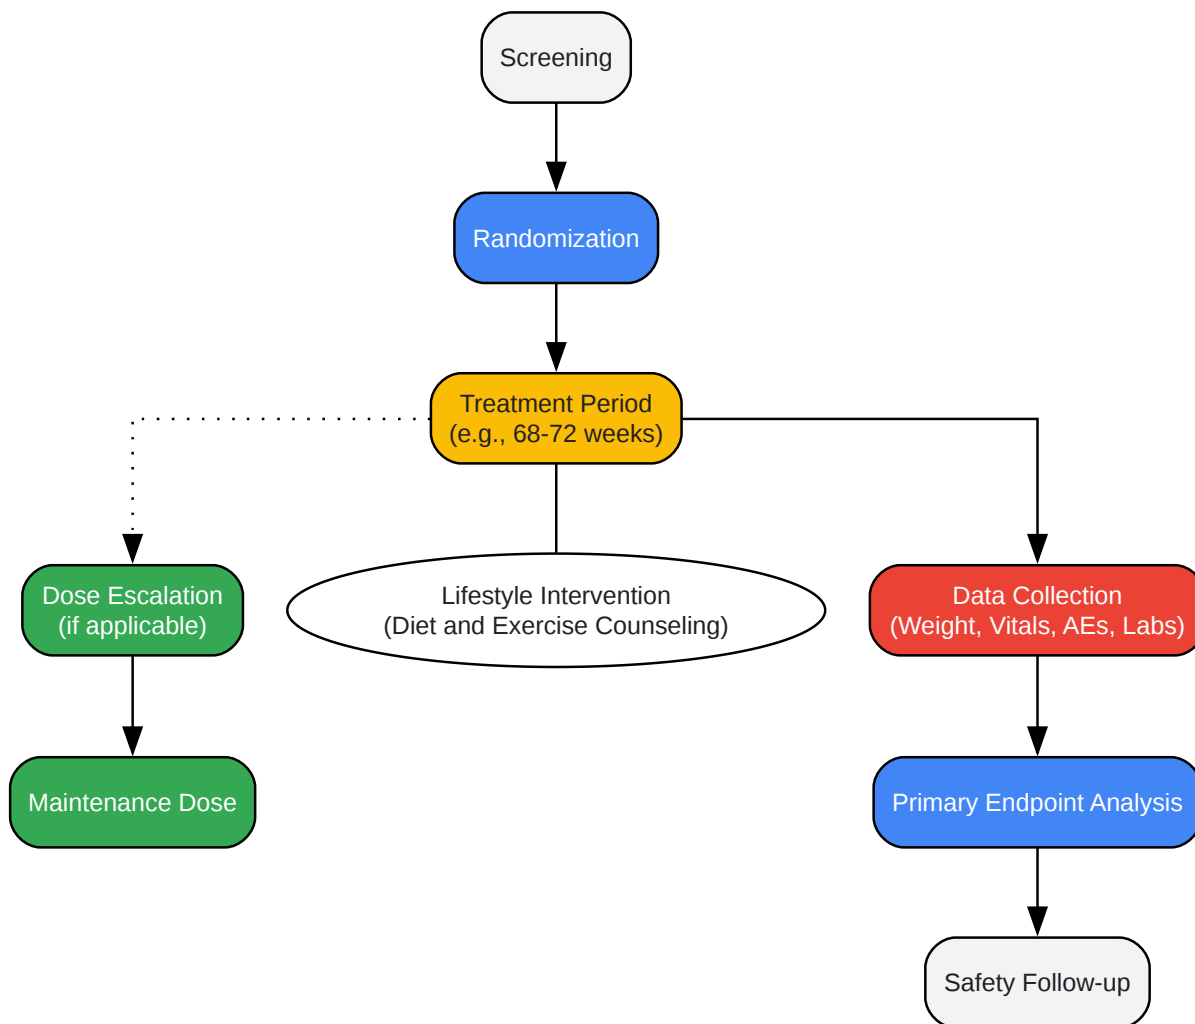 Screening
Randomization
Treatment Period
(e.g., 68-72 weeks)
Dose Escalation
(if applicable)
Lifestyle Intervention
(Diet and Exercise Counseling)
Data Collection
(Weight, Vitals, AEs, Labs)
Maintenance Dose
Primary Endpoint Analysis
Safety Follow-up